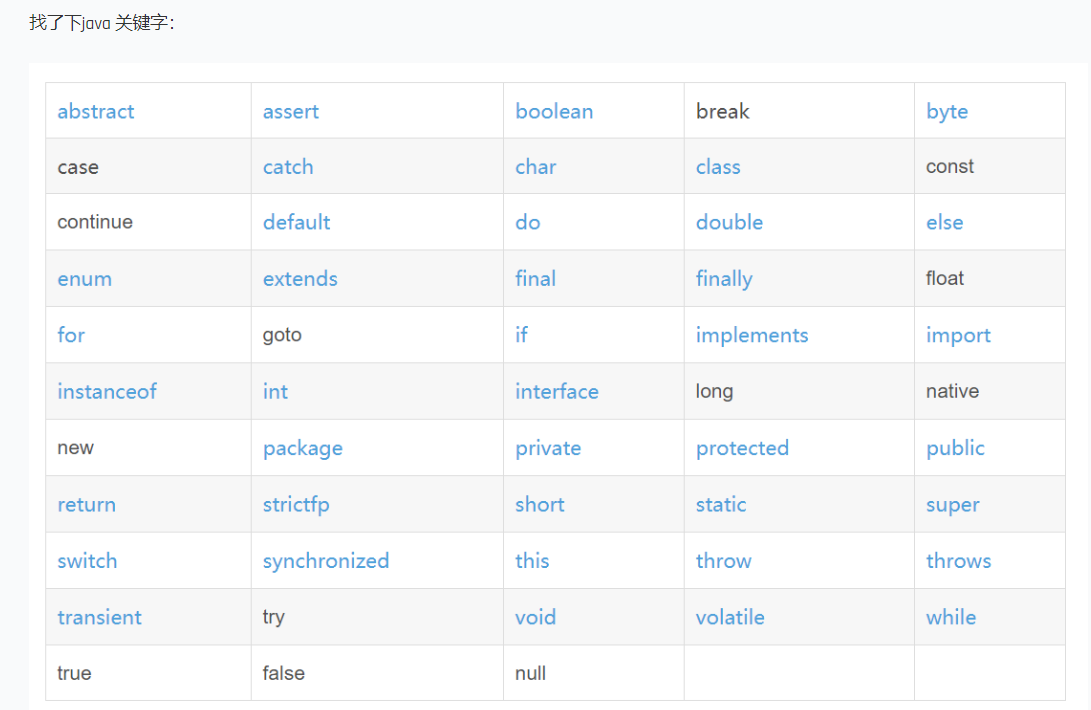 找了下java 关键字：
abstract assert boolean break byte
case catch char class const
continue default do double else
enum extends final finally float
for goto if implements import
instanceof int interface long native
new package private protected public
return strictfp short static super
switch synchronized this throw throws
transient try void volatile while
true false null